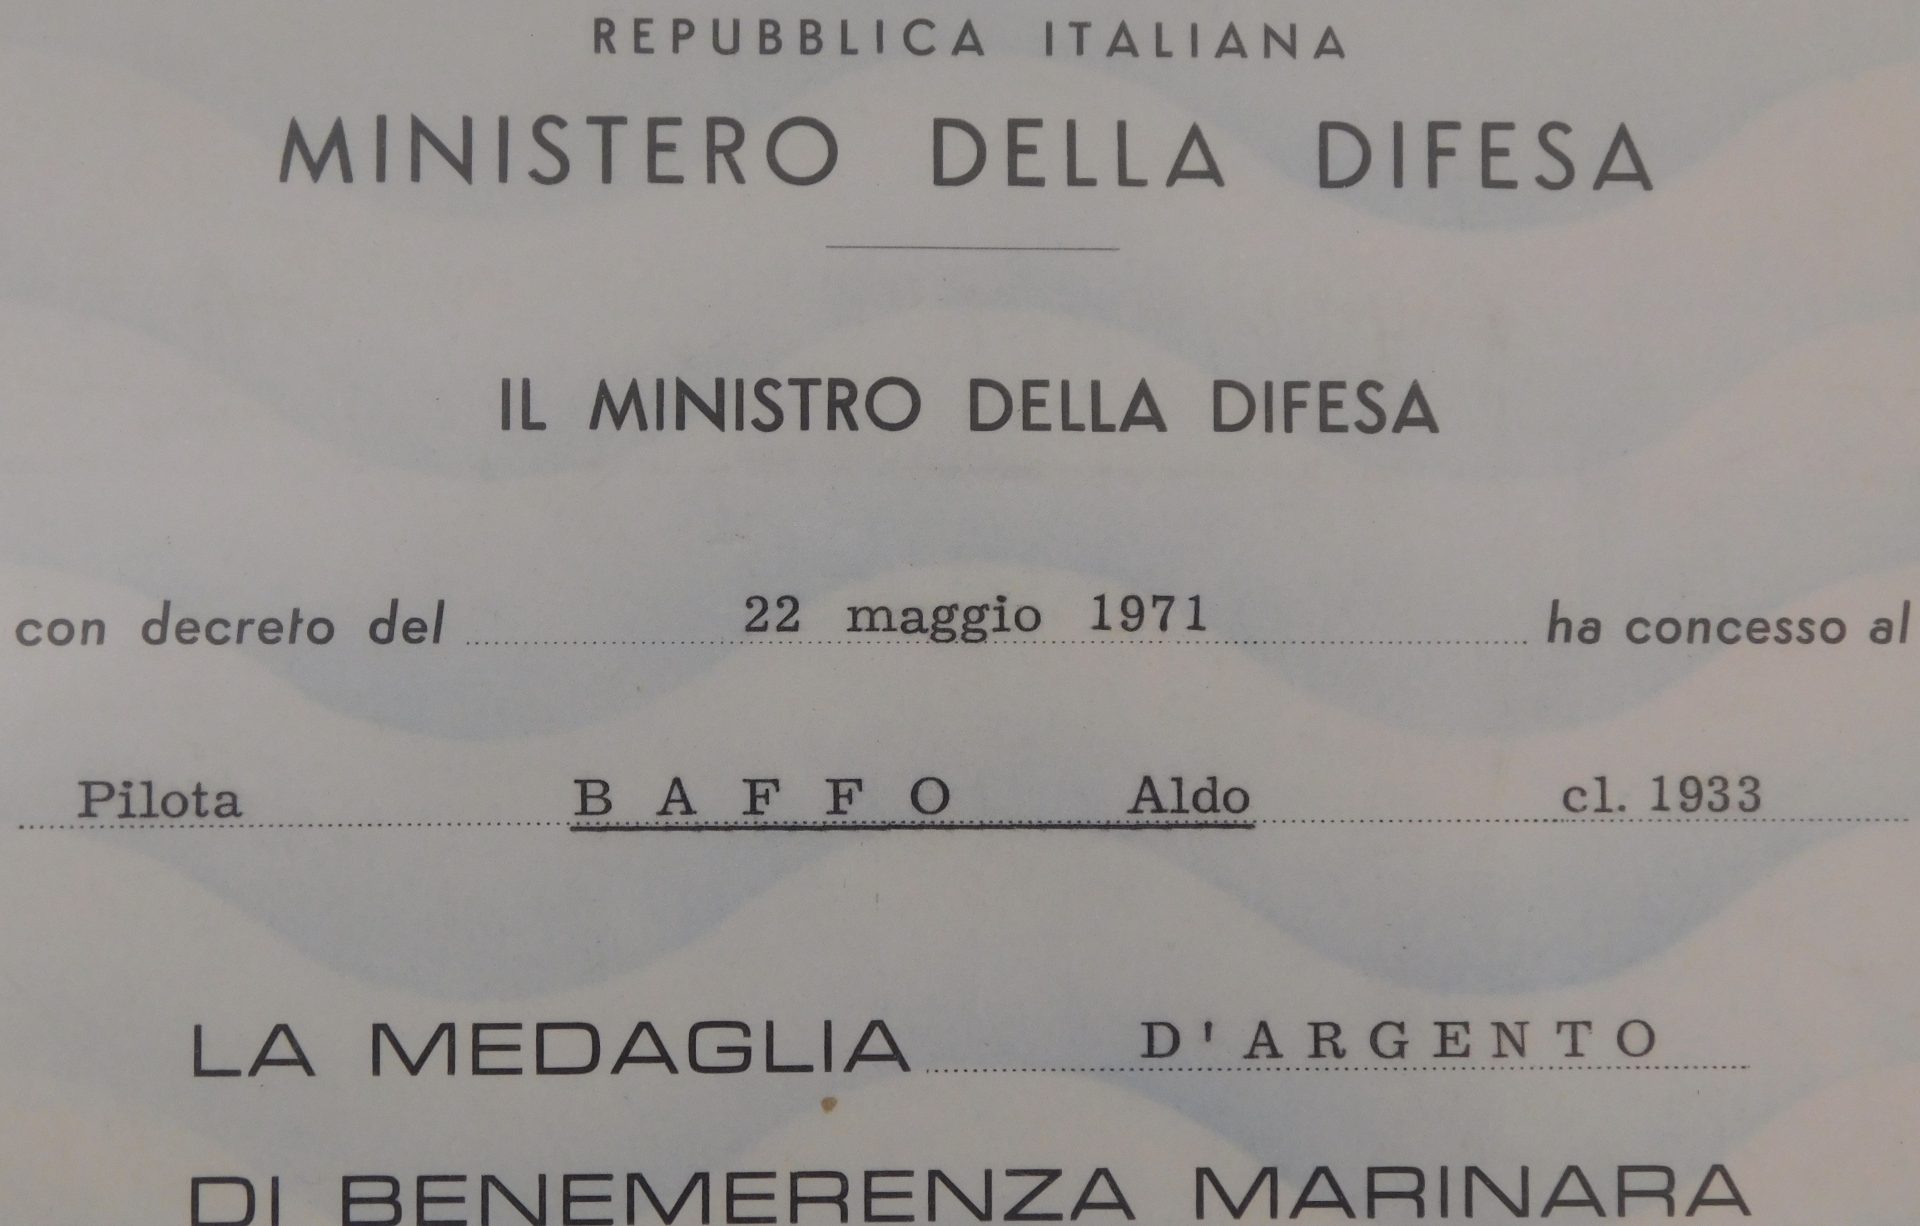 REPUBBLICA ITALIANA
MINISTERO DELLA DIFESA
IL MINISTRO DELLA DIFESA
con decreto del 22 maggio 1971 ha concesso al
Pilota BAFFO Aldo cl. 1933
LA MEDAGLIA D'ARGENTO
DI BENEMERENZA MARINARA